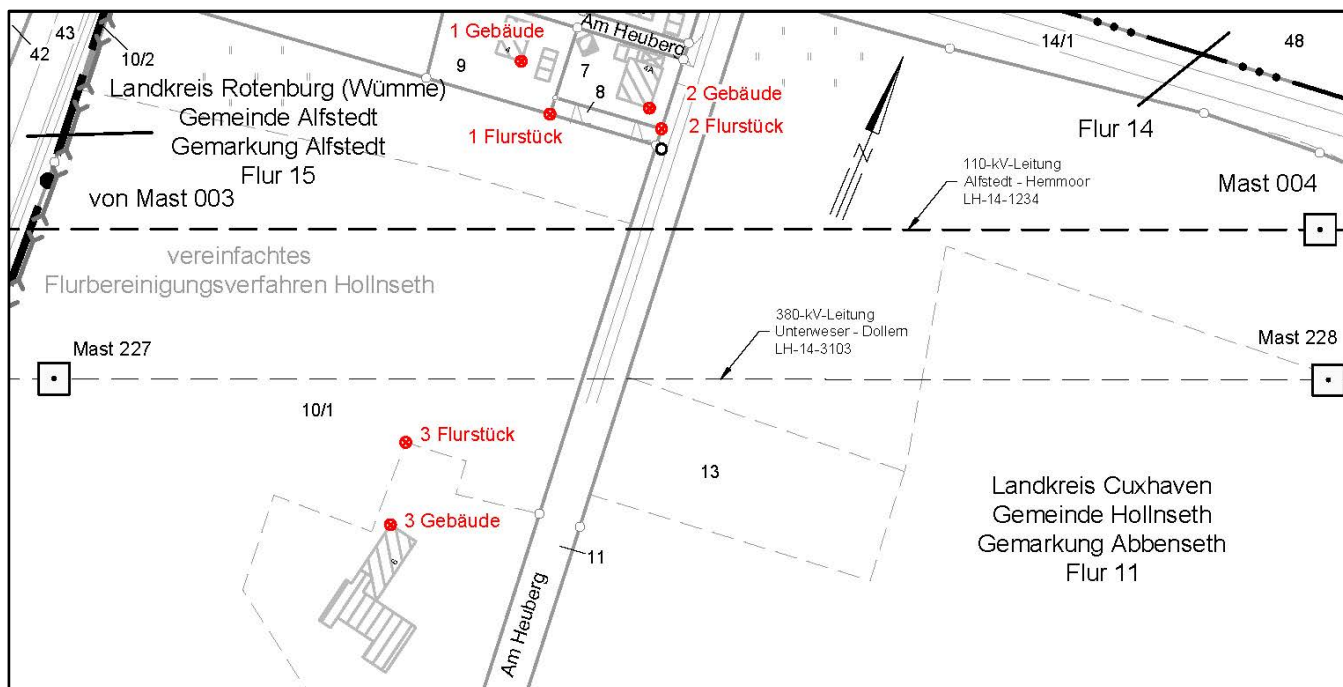 42
43
10/2
Landkreis Rotenburg (Wümme)
Gemeinde Alfstedt
Gemarkung Alfstedt
Flur 15
von Mast 003
vereinfachtes
Flurbereinigungsverfahren Hollnseth
1 Gebäude
9
4
7
8
4A
Am Heuberg
1 Flurstück
2 Gebäude
2 Flurstück
14/1
48
Flur 14
N
110-kV-Leitung
Alfstedt - Hemmoor
LH-14-1234
Mast 004
380-kV-Leitung
Unterweser - Dollern
LH-14-3103
Mast 227
Mast 228
10/1
3 Flurstück
3 Gebäude
6
13
11
Am Heuberg
Landkreis Cuxhaven
Gemeinde Hollnseth
Gemarkung Abbenseth
Flur 11